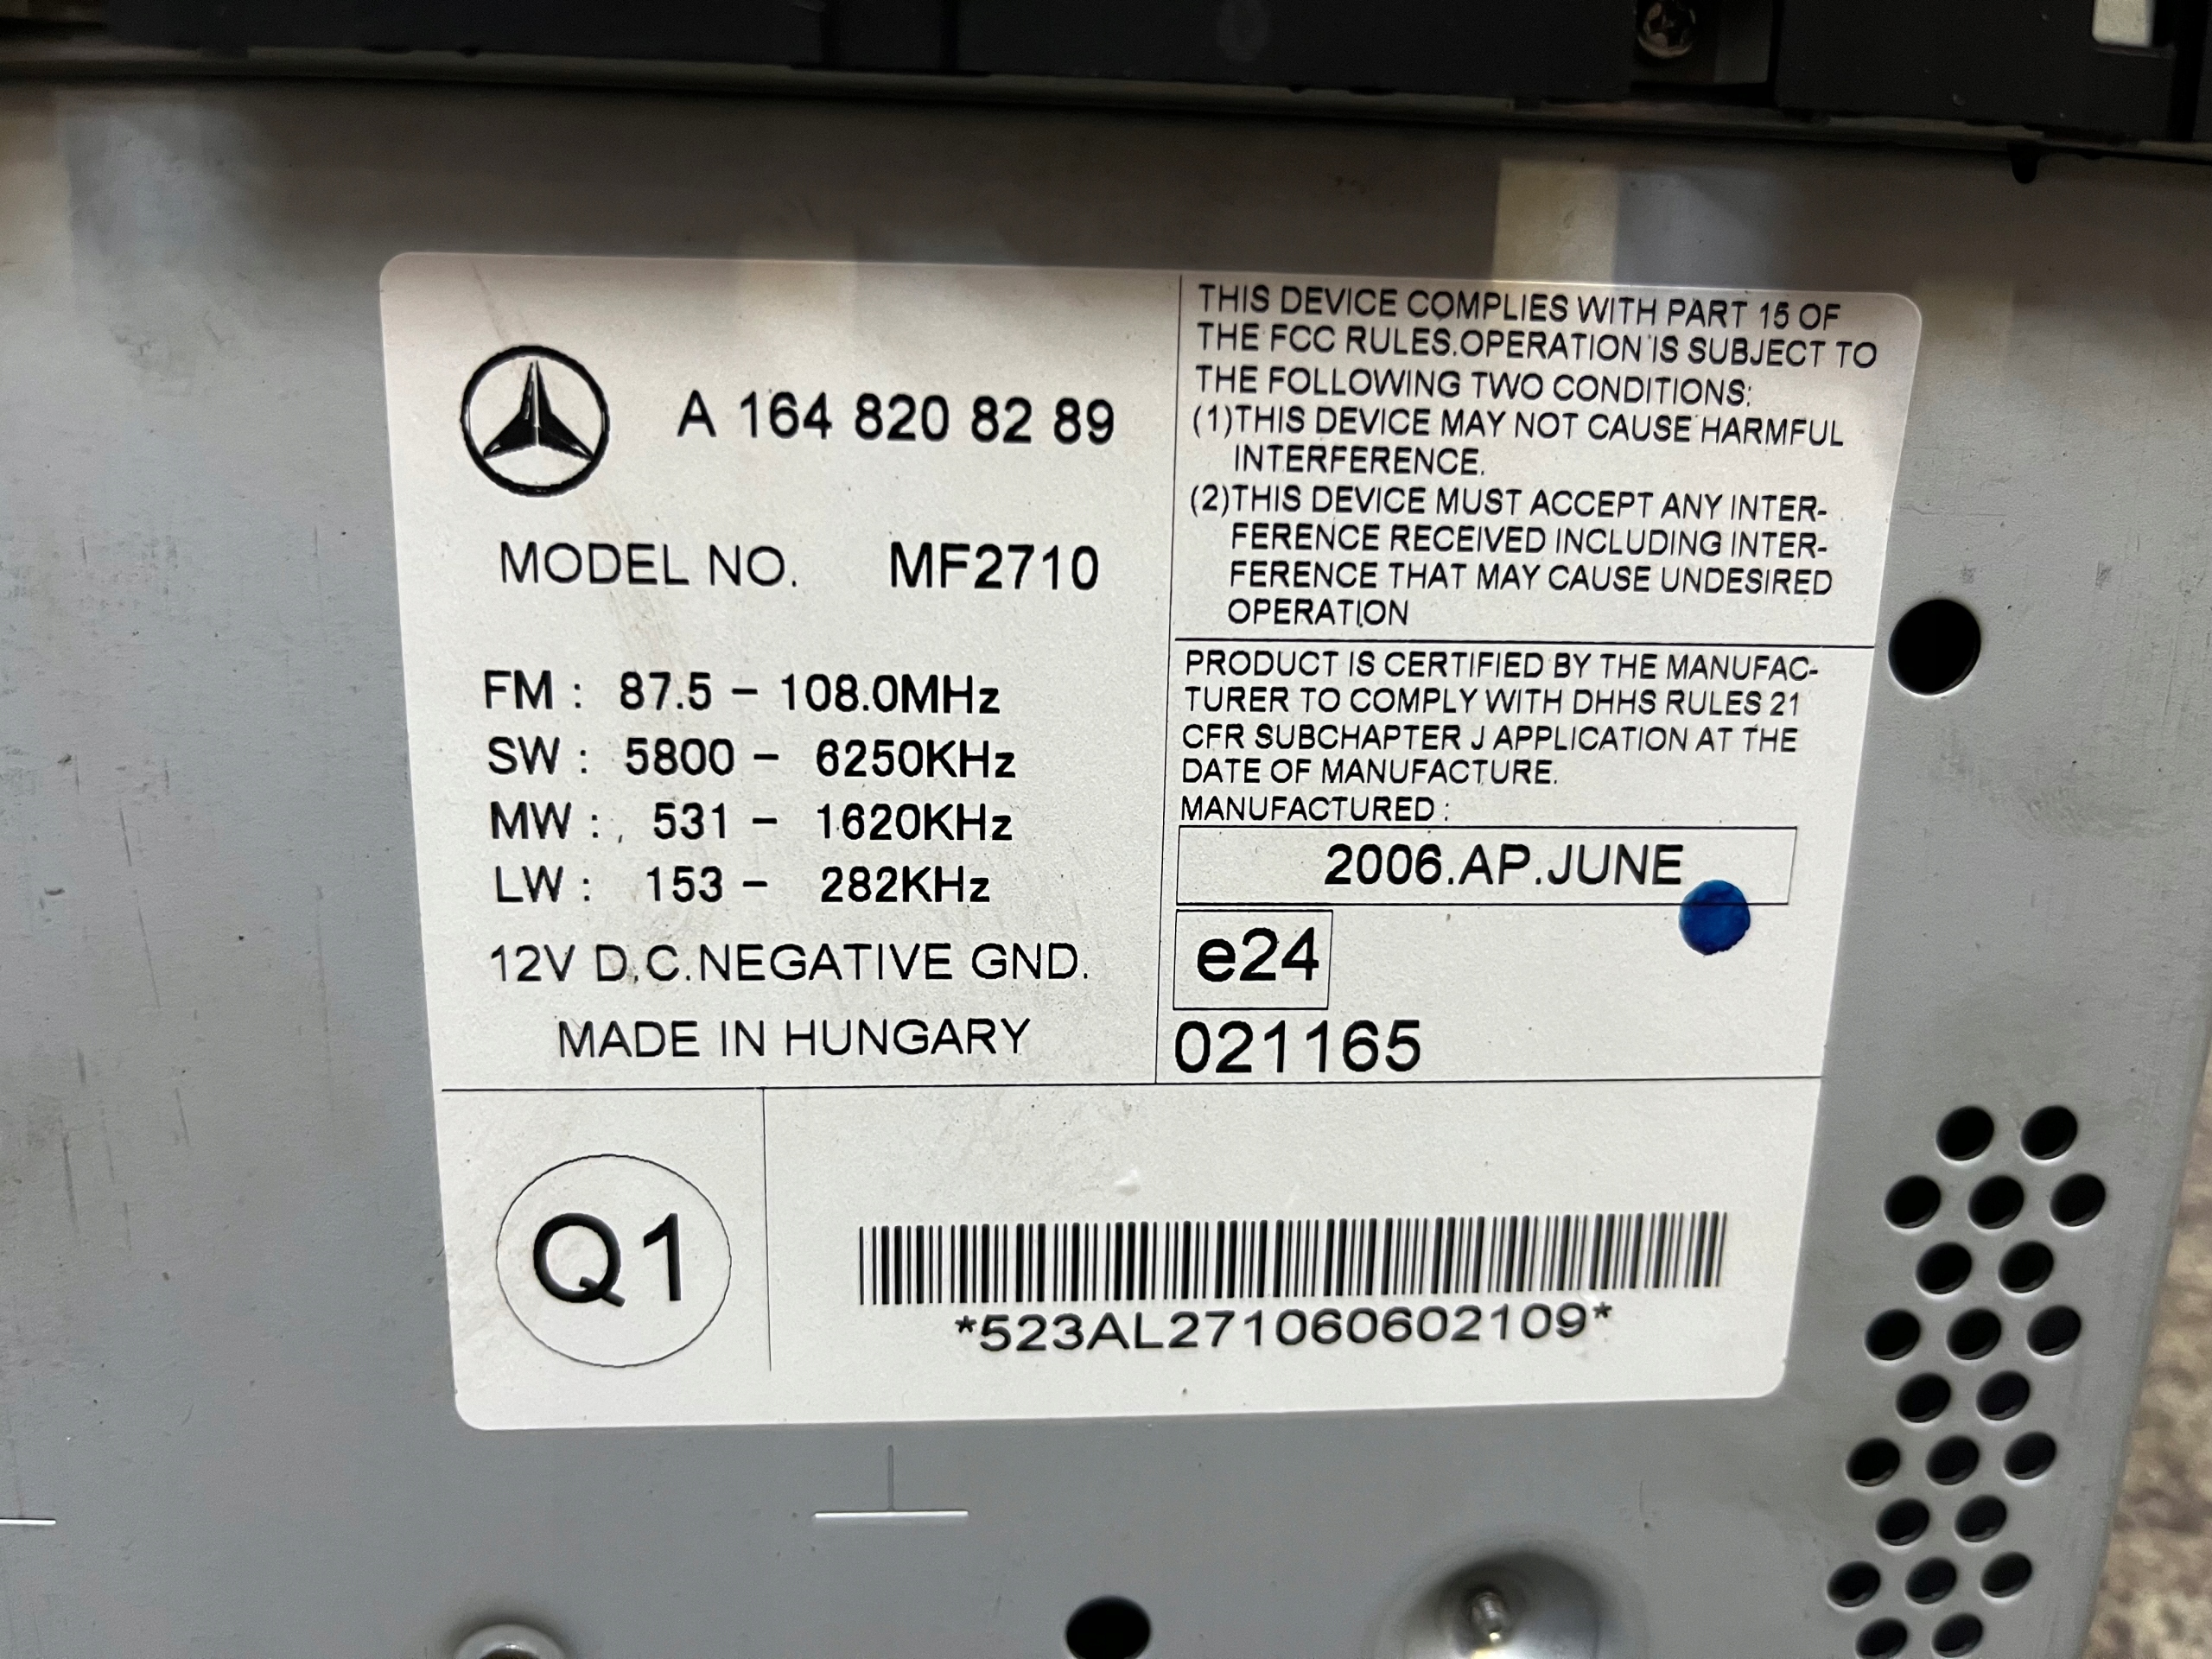 A 164 820 82 89
MODEL NO. MF2710
FM : 87.5 – 108.0MHz
SW : 5800 – 6250KHz
MW : 531 – 1620KHz
LW : 153 – 282KHz
12V D.C.NEGATIVE GND.
MADE IN HUNGARY
THIS DEVICE COMPLIES WITH PART 15 OF
THE FCC RULES.OPERATION IS SUBJECT TO
THE FOLLOWING TWO CONDITIONS:
(1)THIS DEVICE MAY NOT CAUSE HARMFUL
INTERFERENCE.
(2)THIS DEVICE MUST ACCEPT ANY INTER-
FERENCE RECEIVED INCLUDING INTER-
FERENCE THAT MAY CAUSE UNDESIRED
OPERATION
PRODUCT IS CERTIFIED BY THE MANUFAC-
TURER TO COMPLY WITH DHHS RULES 21
CFR SUBCHAPTER J APPLICATION AT THE
DATE OF MANUFACTURE.
MANUFACTURED :
2006.AP.JUNE
e24
021165
Q1
*523AL271060602109*